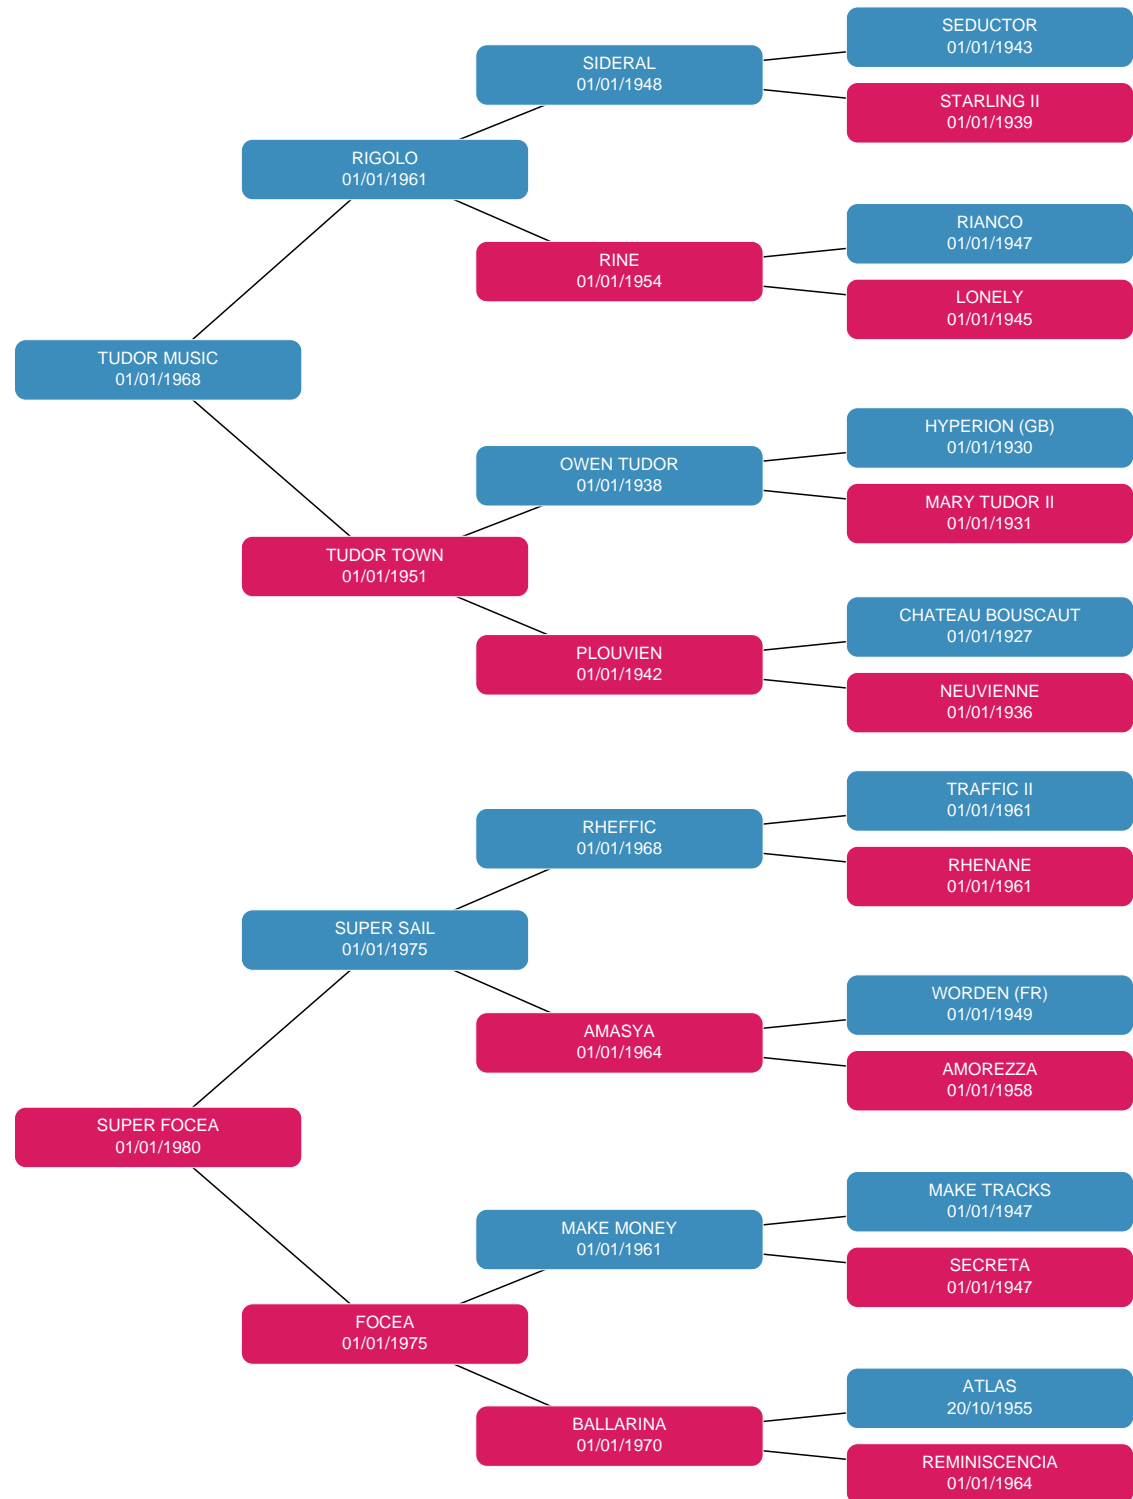 SEDUCTOR
01/01/1943
SIDERAL
01/01/1948
STARLING II
01/01/1939
RIGOLO
01/01/1961
RIANCO
01/01/1947
RINE
01/01/1954
LONELY
01/01/1945
TUDOR MUSIC
01/01/1968
HYPERION (GB)
01/01/1930
OWEN TUDOR
01/01/1938
MARY TUDOR II
01/01/1931
TUDOR TOWN
01/01/1951
CHATEAU BOUSCAUT
01/01/1927
PLOUVIEN
01/01/1942
NEUVIENNE
01/01/1936
TRAFFIC II
01/01/1961
RHEFFIC
01/01/1968
RHENANE
01/01/1961
SUPER SAIL
01/01/1975
WORDEN (FR)
01/01/1949
AMASYA
01/01/1964
AMOREZZA
01/01/1958
SUPER FOCEA
01/01/1980
MAKE TRACKS
01/01/1947
MAKE MONEY
01/01/1961
SECRETA
01/01/1947
FOCEA
01/01/1975
ATLAS
20/10/1955
BALLARINA
01/01/1970
REMINISCENCIA
01/01/1964